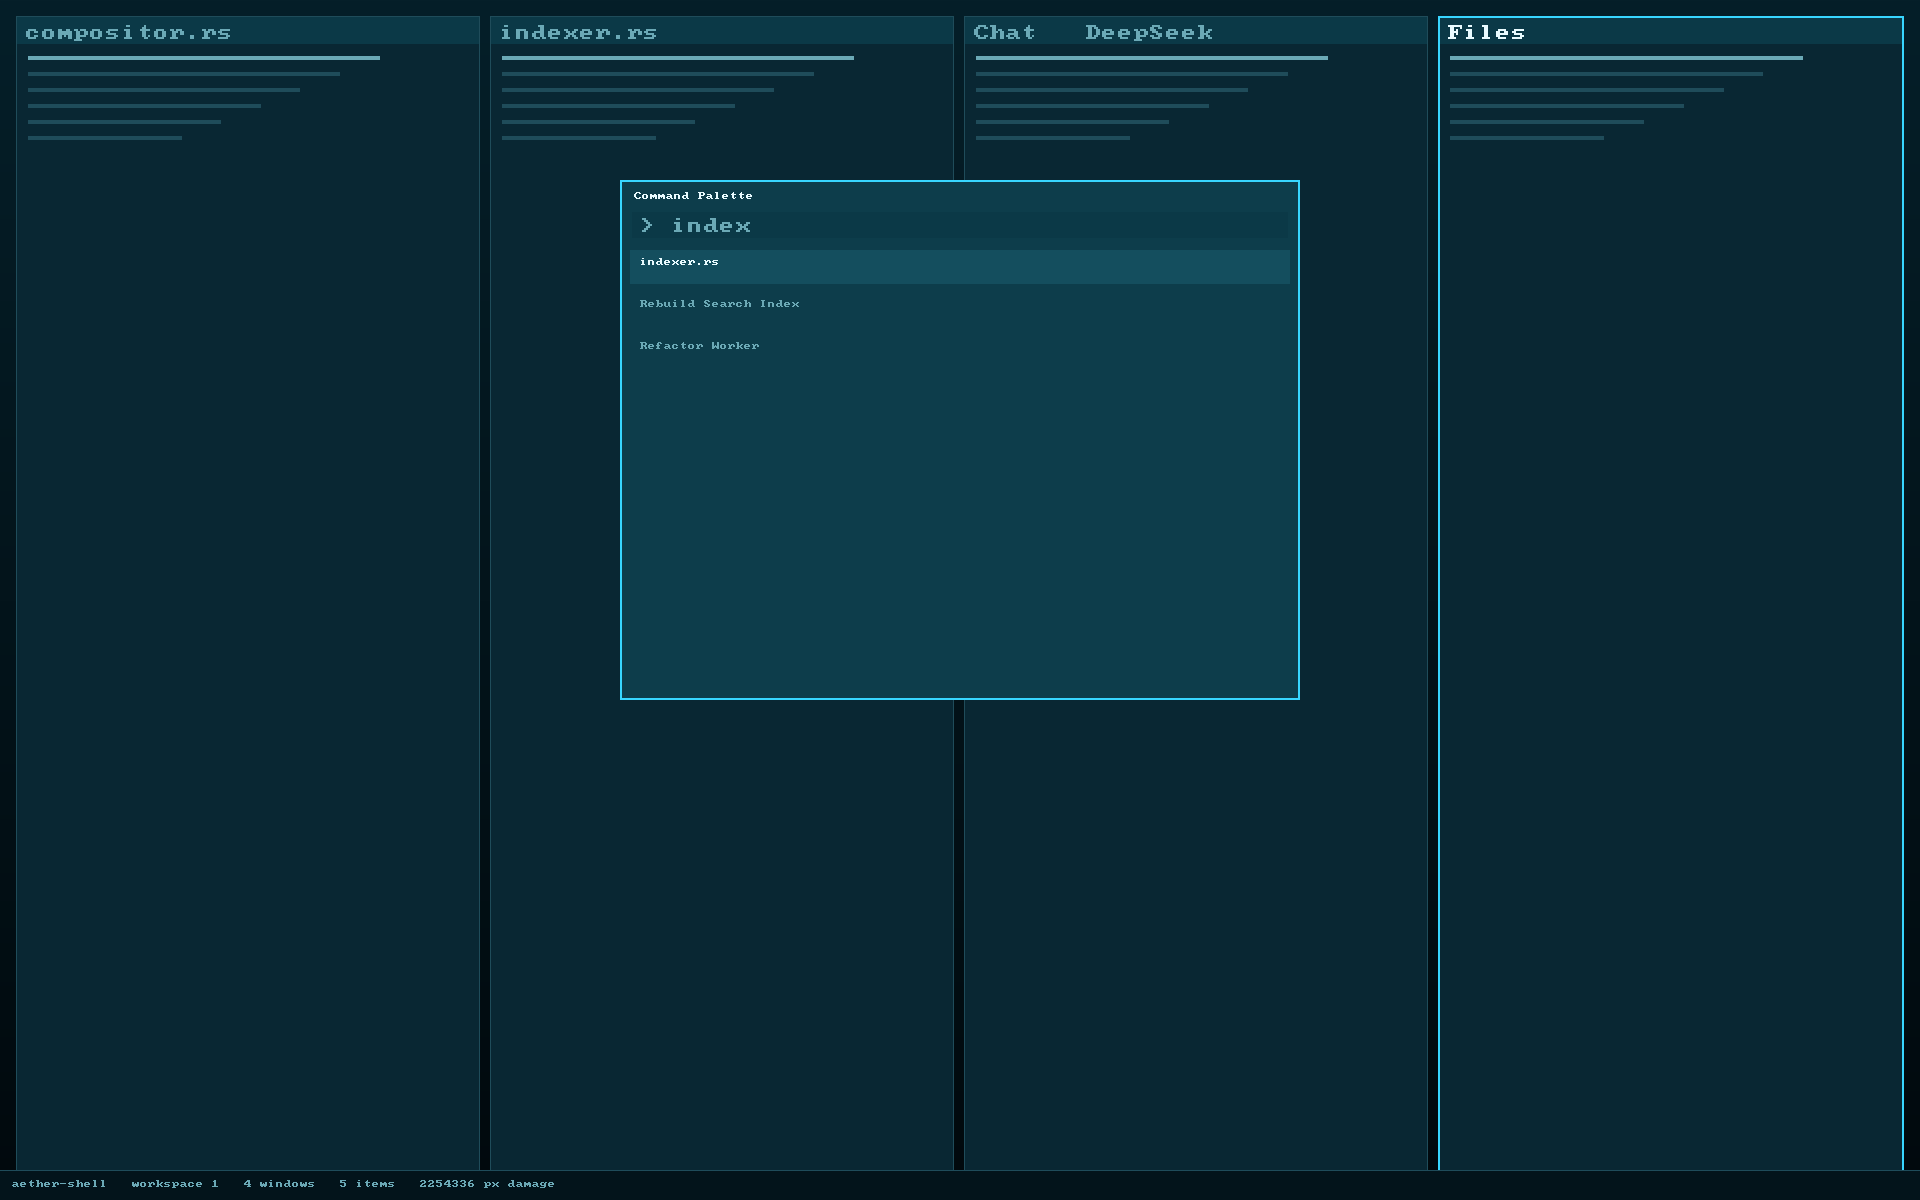 compositor.rs
indexer.rs
Chat   DeepSeek
Files
Command Palette
> index
indexer.rs
Rebuild Search Index
Refactor Worker
aether-shell   workspace 1   4 windows   5 items   2254336 px damage